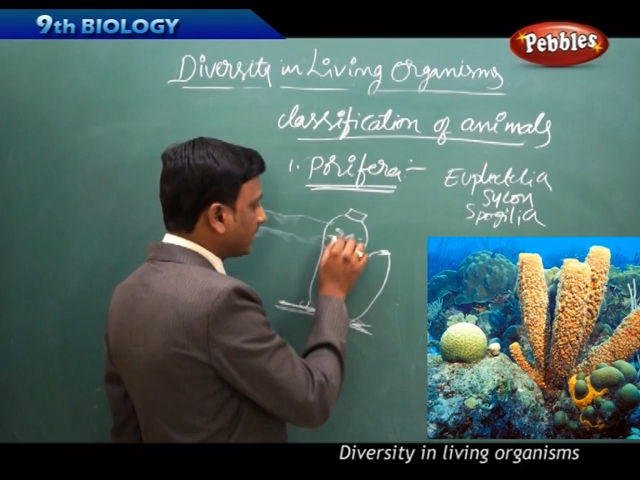 9th BIOLOGY
Pebbles
Diversity in Living Organisms
Classification of animals
1. Porifera:-
Euplectelia
Sycon
Spogilia
Diversity in living organisms